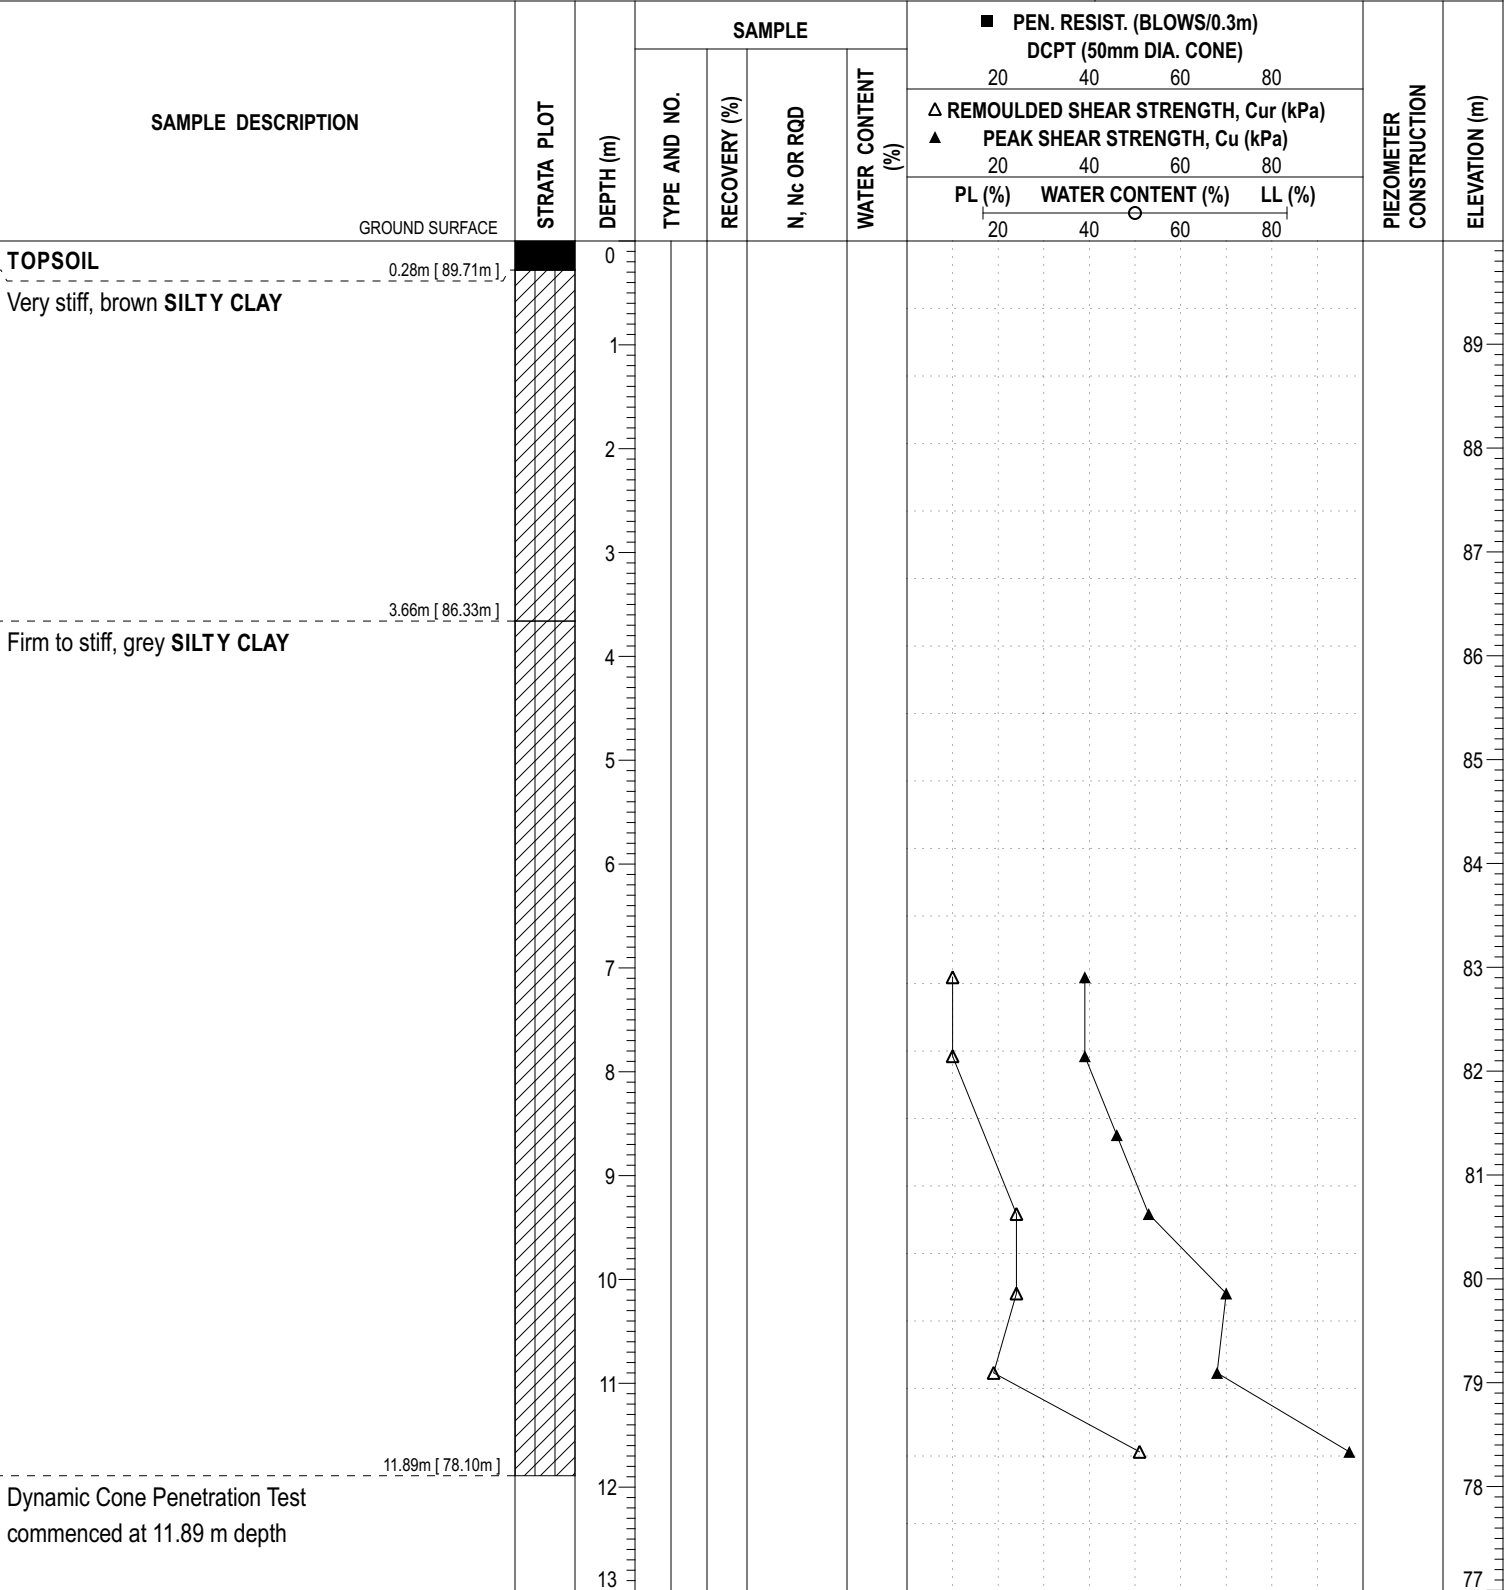 SAMPLE DESCRIPTION
GROUND SURFACE
STRATA PLOT
DEPTH (m)
SAMPLE
TYPE AND NO.
RECOVERY (%)
N, Nc OR RQD
WATER CONTENT
(%)
■ PEN. RESIST. (BLOWS/0.3m)
DCPT (50mm DIA. CONE)
20 40 60 80
△ REMOULDED SHEAR STRENGTH, Cur (kPa)
▲ PEAK SHEAR STRENGTH, Cu (kPa)
20 40 60 80
PL (%) WATER CONTENT (%) LL (%)
20 40 60 80
PIEZOMETER
CONSTRUCTION
ELEVATION (m)
TOPSOIL
0.28m [ 89.71m ]
Very stiff, brown SILTY CLAY
3.66m [ 86.33m ]
Firm to stiff, grey SILTY CLAY
11.89m [ 78.10m ]
Dynamic Cone Penetration Test
commenced at 11.89 m depth
0
1
2
3
4
5
6
7
8
9
10
11
12
13
89
88
87
86
85
84
83
82
81
80
79
78
77